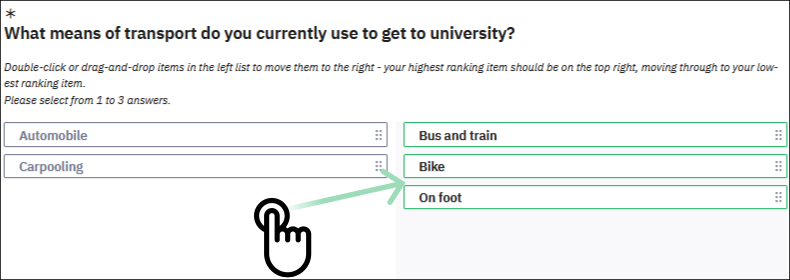 *
What means of transport do you currently use to get to university?
Double-click or drag-and-drop items in the left list to move them to the right - your highest ranking item should be on the top right, moving through to your low-
est ranking item.
Please select from 1 to 3 answers.
Automobile
Bus and train
Carpooling
Bike
On foot